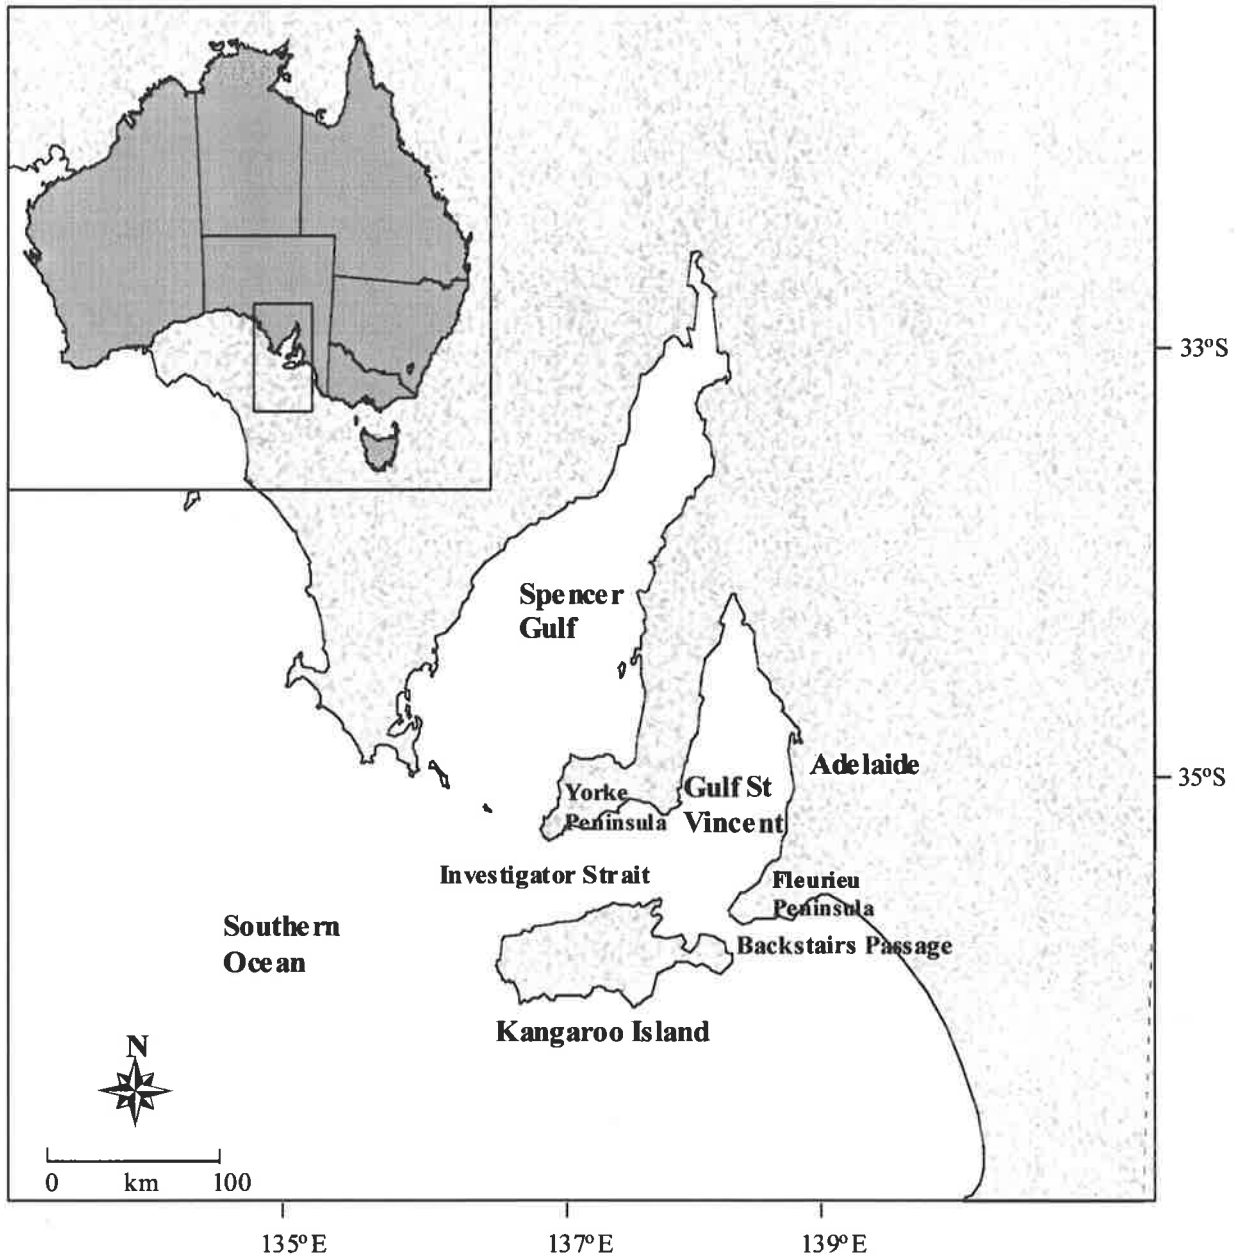 33°S
Spencer
Gulf
Adelaide
35°S
Yorke
Peninsula
Gulf St
Vincent
Investigator Strait
Fleurieu
Peninsula
Southern
Ocean
Backstairs Passage
Kangaroo Island
N
0 km 100
135°E 137°E 139°E